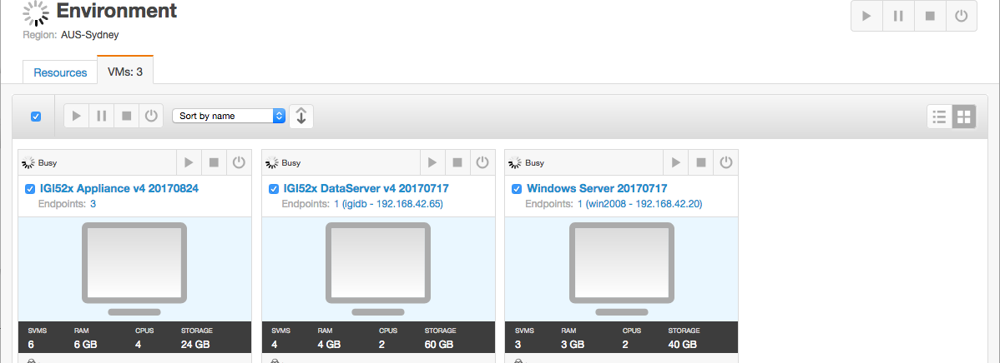 Environment
Region: AUS-Sydney
Resources
VMs: 3
Sort by name
Busy
IGI52x Appliance v4 20170824
Endpoints: 3
SVMS RAM CPUS STORAGE
6 6 GB 4 24 GB
Busy
IGI52x DataServer v4 20170717
Endpoints: 1 (igidb - 192.168.42.65)
SVMS RAM CPUS STORAGE
4 4 GB 2 60 GB
Busy
Windows Server 20170717
Endpoints: 1 (win2008 - 192.168.42.20)
SVMS RAM CPUS STORAGE
3 3 GB 2 40 GB